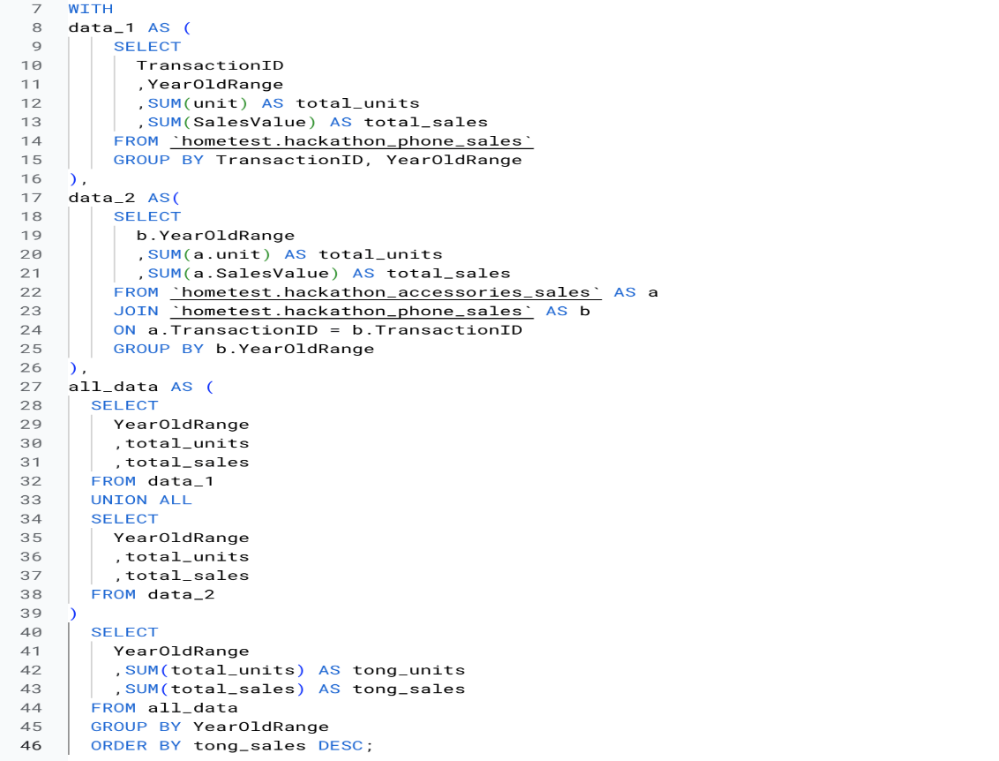 7 WITH
8 data_1 AS (
9 SELECT
10 TransactionID
11 ,YearOldRange
12 ,SUM(unit) AS total_units
13 ,SUM(SalesValue) AS total_sales
14 FROM `hometest.hackathon_phone_sales`
15 GROUP BY TransactionID, YearOldRange
16 ),
17 data_2 AS(
18 SELECT
19 b.YearOldRange
20 ,SUM(a.unit) AS total_units
21 ,SUM(a.SalesValue) AS total_sales
22 FROM `hometest.hackathon_accessories_sales` AS a
23 JOIN `hometest.hackathon_phone_sales` AS b
24 ON a.TransactionID = b.TransactionID
25 GROUP BY b.YearOldRange
26 ),
27 all_data AS (
28 SELECT
29 YearOldRange
30 ,total_units
31 ,total_sales
32 FROM data_1
33 UNION ALL
34 SELECT
35 YearOldRange
36 ,total_units
37 ,total_sales
38 FROM data_2
39 )
40 SELECT
41 YearOldRange
42 ,SUM(total_units) AS tong_units
43 ,SUM(total_sales) AS tong_sales
44 FROM all_data
45 GROUP BY YearOldRange
46 ORDER BY tong_sales DESC;